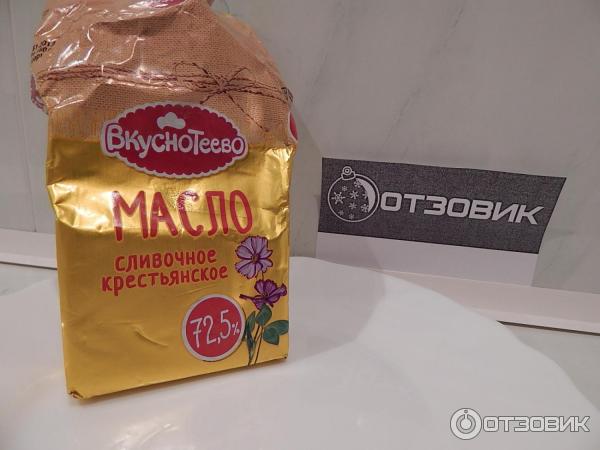 ВКУСНОТЕЕВО
МАСЛО
СЛИВОЧНОЕ
КРЕСТЬЯНСКОЕ
72,5%
ОТЗОВИК
ОТЗОВИК